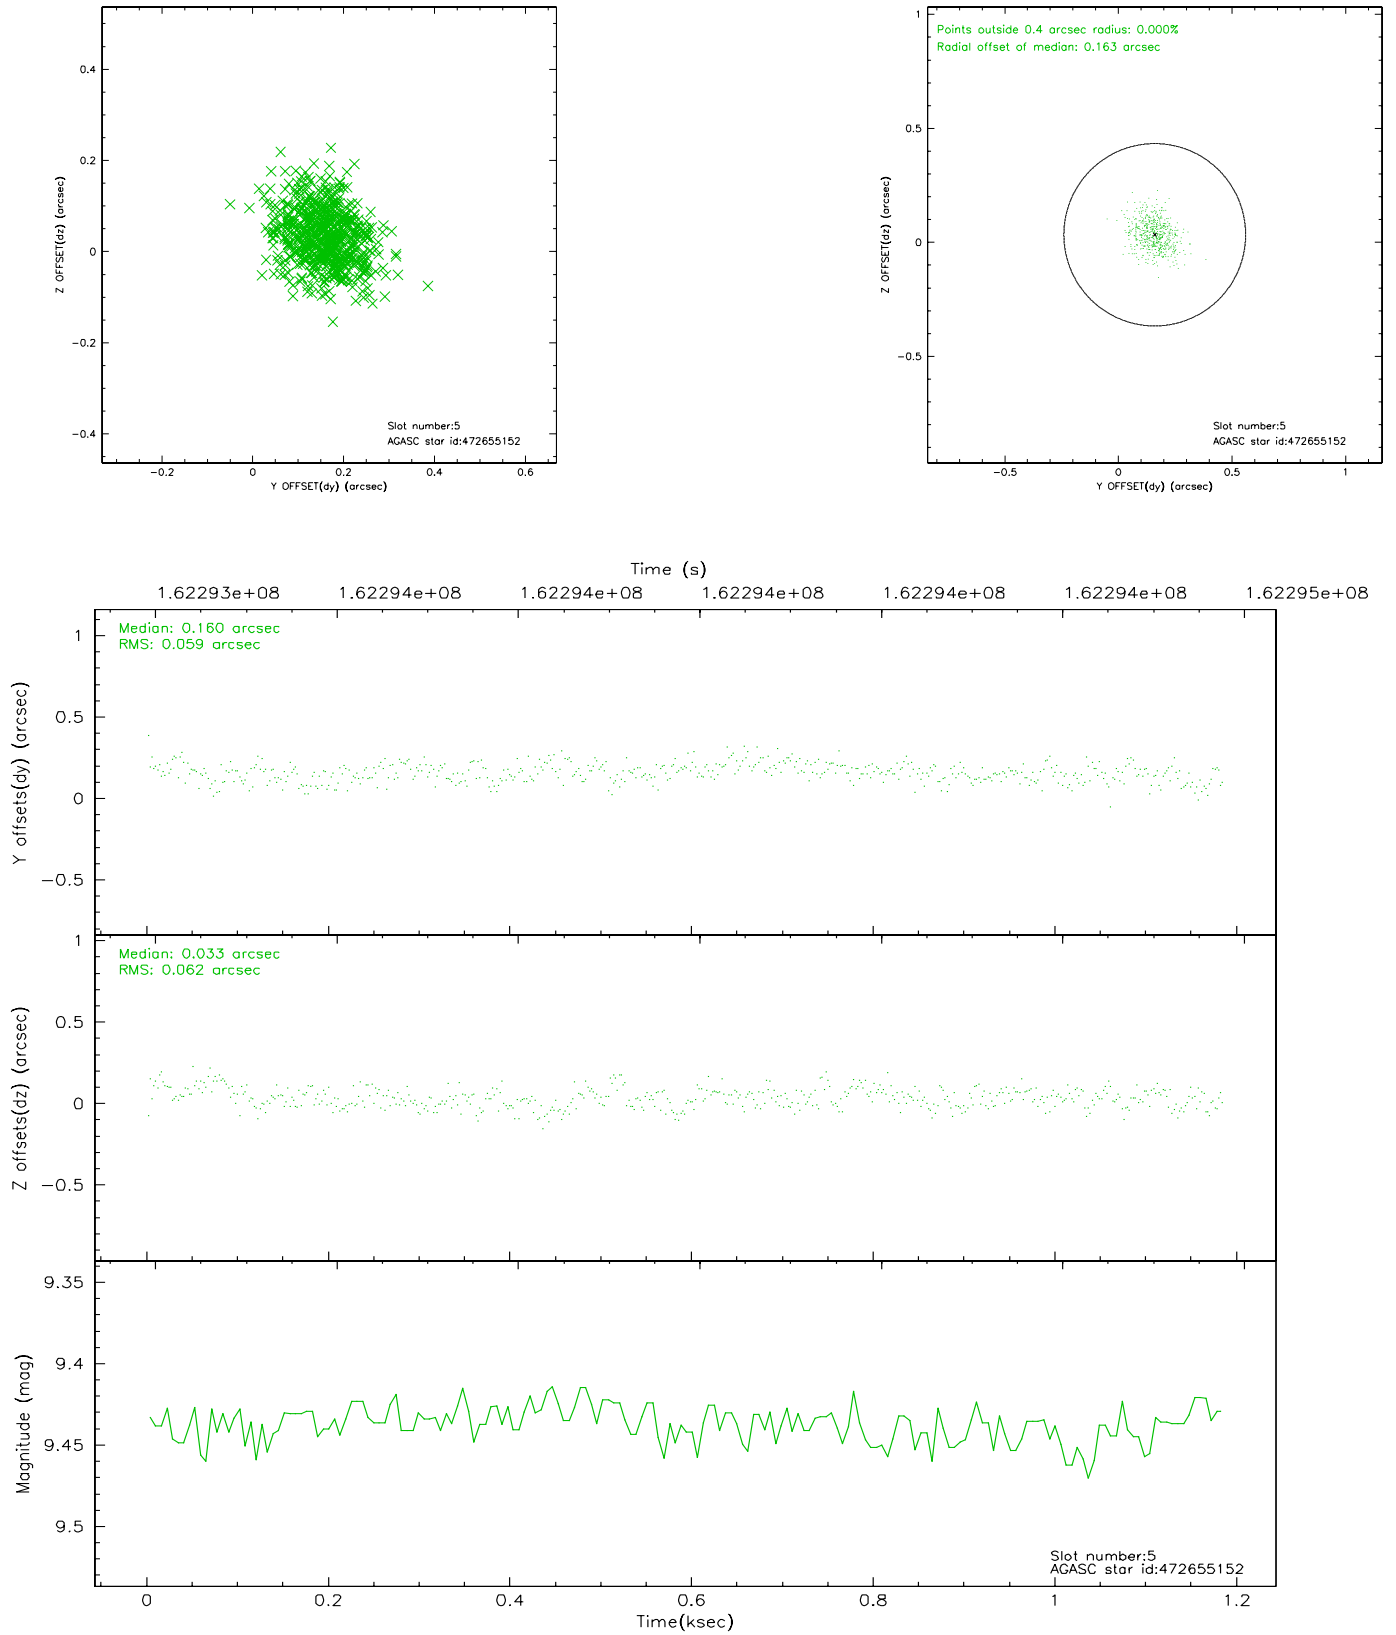 0.4
0.2
0
−0.2
−0.4
Z OFFSET(dz) (arcsec)
Slot number:5
AGASC star id:472655152
−0.2 0 0.2 0.4 0.6
Y OFFSET(dy) (arcsec)
Points outside 0.4 arcsec radius: 0.000%
Radial offset of median: 0.163 arcsec
1
0.5
0
−0.5
Z OFFSET(dz) (arcsec)
Slot number:5
AGASC star id:472655152
−0.5 0 0.5 1
Y OFFSET(dy) (arcsec)
Time (s)
1.62293e+08 1.62294e+08 1.62294e+08 1.62294e+08 1.62294e+08 1.62294e+08 1.62295e+08
Median: 0.160 arcsec
RMS: 0.059 arcsec
1
0.5
0
−0.5
Y offsets(dy) (arcsec)
Median: 0.033 arcsec
RMS: 0.062 arcsec
1
0.5
0
−0.5
Z offsets(dz) (arcsec)
9.35
9.4
9.45
9.5
Magnitude (mag)
Slot number:5
AGASC star id:472655152
0 0.2 0.4 0.6 0.8 1 1.2
Time(ksec)